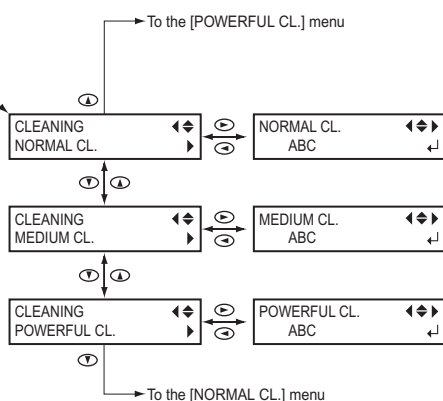 To the [POWERFUL CL.] menu
CLEANING
NORMAL CL.
NORMAL CL.
ABC
CLEANING
MEDIUM CL.
MEDIUM CL.
ABC
CLEANING
POWERFUL CL.
POWERFUL CL.
ABC
To the [NORMAL CL.] menu